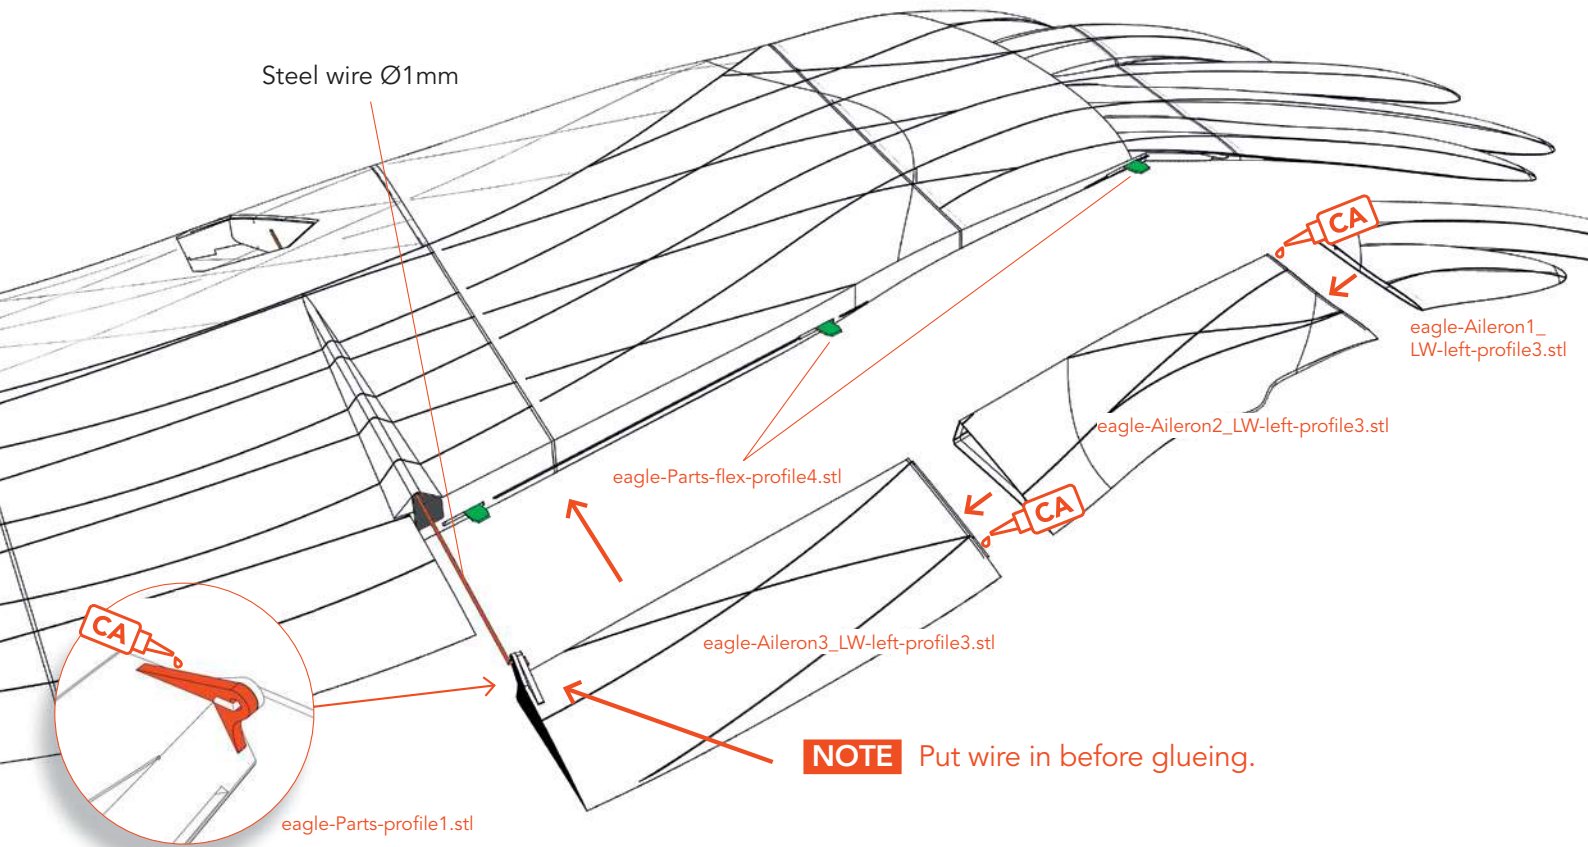 Steel wire Ø1mm
CA
eagle-Aileron1_
LW-left-profile3.stl
eagle-Aileron2_LW-left-profile3.stl
eagle-Parts-flex-profile4.stl
CA
eagle-Aileron3_LW-left-profile3.stl
CA
NOTE Put wire in before glueing.
eagle-Parts-profile1.stl